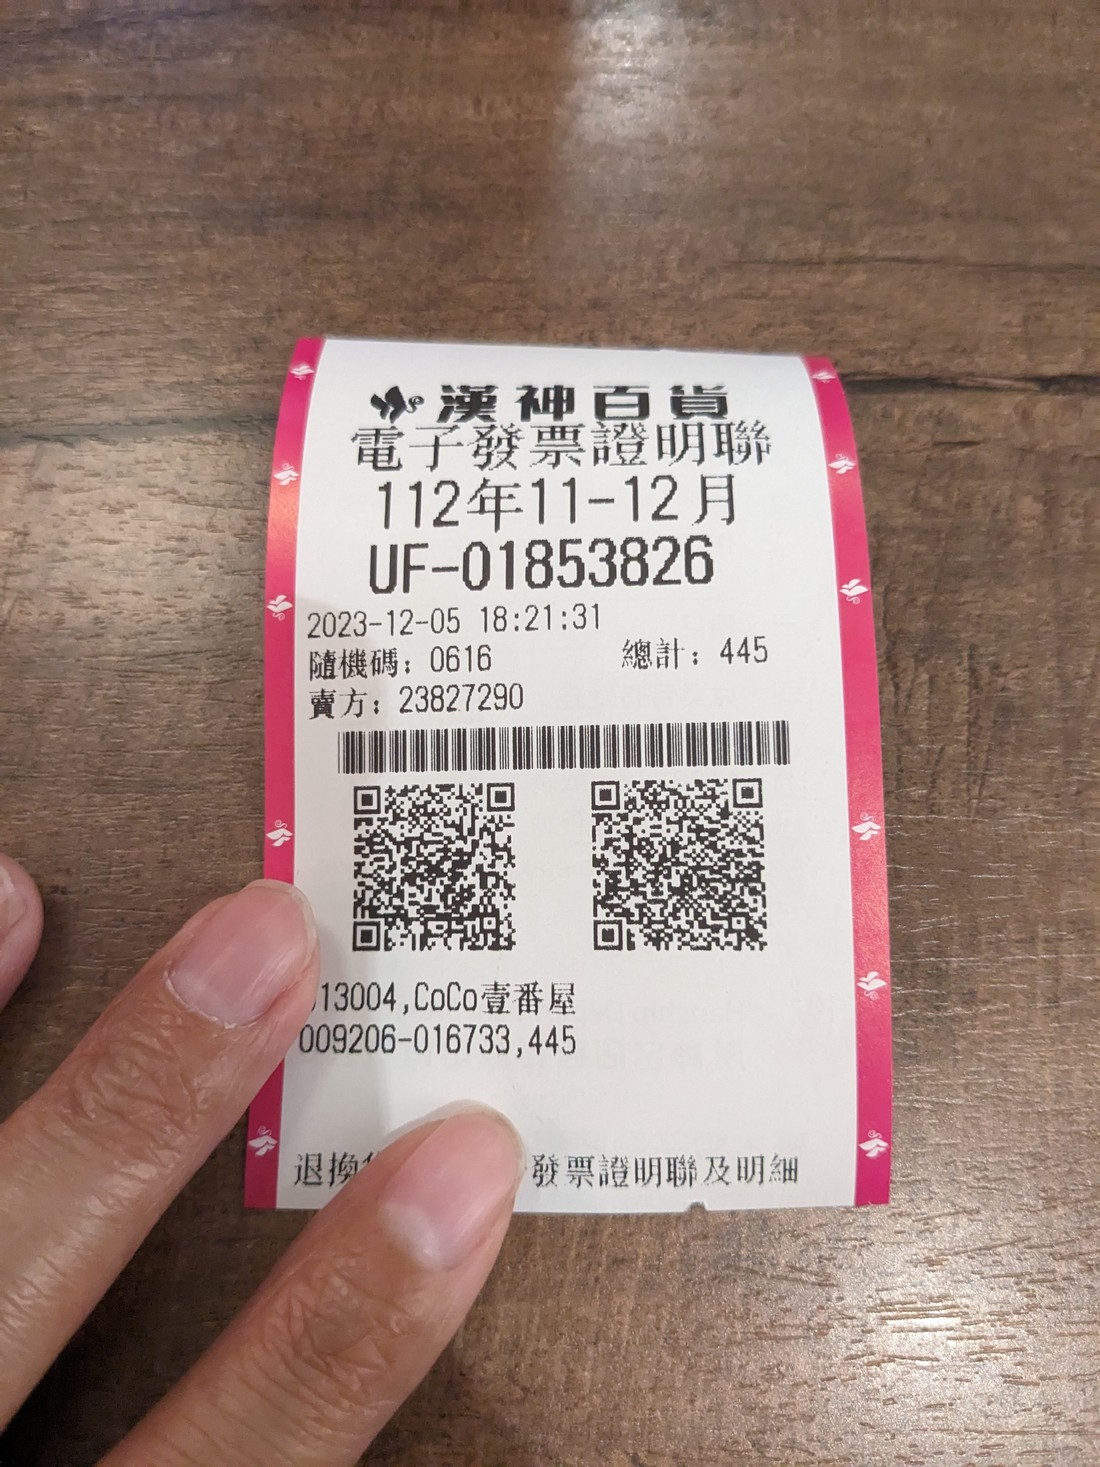 漢神百貨
電子發票證明聯
112年11-12月
UF-01853826
2023-12-05 18:21:31
隨機碼: 0616 總計: 445
賣方: 23827290
13004,CoCo壹番屋
009206-016733,445
退換 發票證明聯及明細